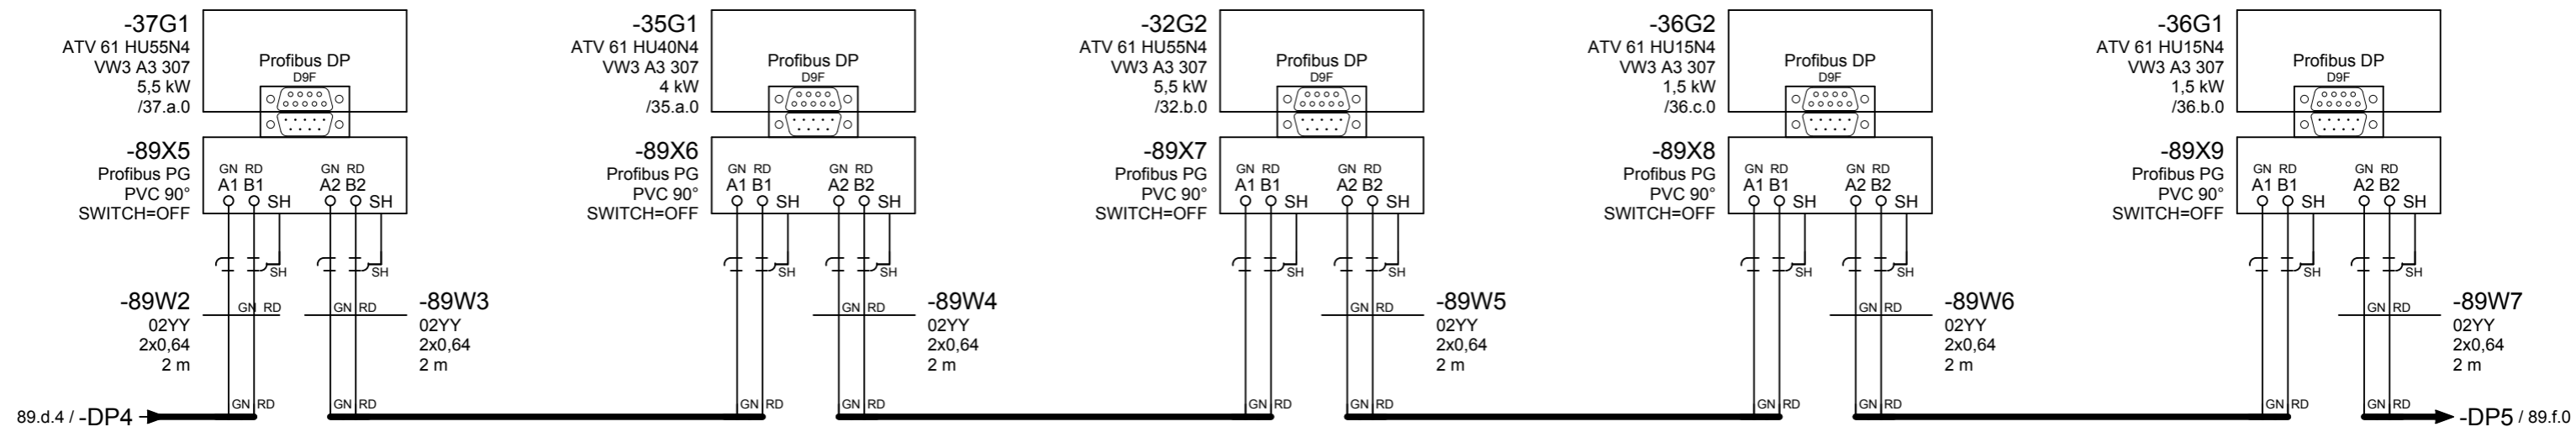 -37G1
ATV 61 HU55N4
VW3 A3 307
5,5 kW
/37.a.0
Profibus DP
D9F
-89X5
Profibus PG
PVC 90°
SWITCH=OFF
GN RD GN RD
A1 B1 SH A2 B2 SH
SH SH
-89W2
02YY
2x0,64
2 m
GN RD GN RD
-89W3
02YY
2x0,64
2 m
89.d.4 / -DP4
GN RD GN RD
-35G1
ATV 61 HU40N4
VW3 A3 307
4 kW
/35.a.0
Profibus DP
D9F
-89X6
Profibus PG
PVC 90°
SWITCH=OFF
GN RD GN RD
A1 B1 SH A2 B2 SH
SH SH
GN RD
-89W4
02YY
2x0,64
2 m
GN RD GN RD
-32G2
ATV 61 HU55N4
VW3 A3 307
5,5 kW
/32.b.0
Profibus DP
D9F
-89X7
Profibus PG
PVC 90°
SWITCH=OFF
GN RD GN RD
A1 B1 SH A2 B2 SH
SH SH
GN RD
-89W5
02YY
2x0,64
2 m
GN RD GN RD
-36G2
ATV 61 HU15N4
VW3 A3 307
1,5 kW
/36.c.0
Profibus DP
D9F
-89X8
Profibus PG
PVC 90°
SWITCH=OFF
GN RD GN RD
A1 B1 SH A2 B2 SH
SH SH
GN RD
-89W6
02YY
2x0,64
2 m
GN RD GN RD
-36G1
ATV 61 HU15N4
VW3 A3 307
1,5 kW
/36.b.0
Profibus DP
D9F
-89X9
Profibus PG
PVC 90°
SWITCH=OFF
GN RD GN RD
A1 B1 SH A2 B2 SH
SH SH
GN RD
-89W7
02YY
2x0,64
2 m
GN RD GN RD
-DP5 / 89.f.0